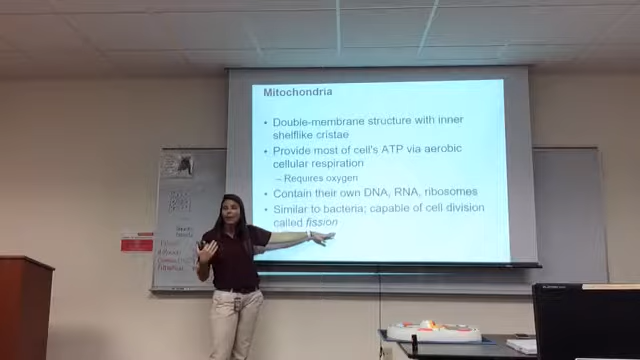 Mitochondria
• Double-membrane structure with inner
shelflike cristae
• Provide most of cell's ATP via aerobic
cellular respiration
– Requires oxygen
• Contain their own DNA, RNA, ribosomes
• Similar to bacteria; capable of cell division
called fission